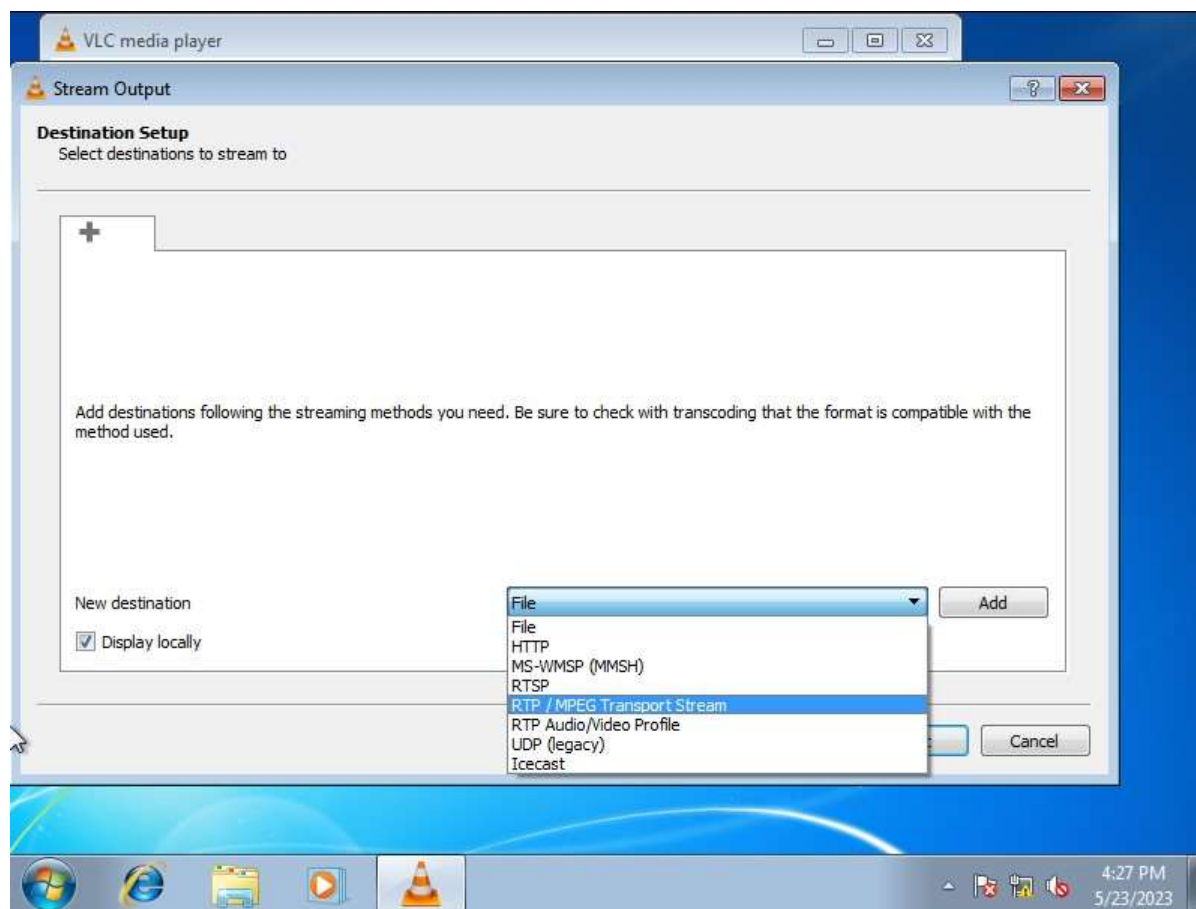 VLC media player
Stream Output
Destination Setup
Select destinations to stream to
Add destinations following the streaming methods you need. Be sure to check with transcoding that the format is compatible with the
method used.
New destination
File
Add
Display locally
File
HTTP
MS-WMSP (MMSH)
RTSP
RTP / MPEG Transport Stream
RTP Audio/Video Profile
UDP (legacy)
Icecast
Cancel
4:27 PM
5/23/2023